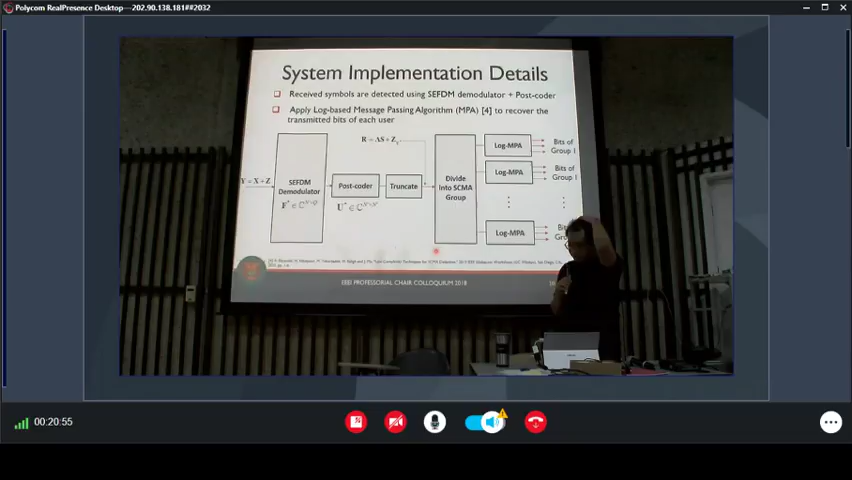 Polycom RealPresence Desktop—202.90.138.181##2032
System Implementation Details
Received symbols are detected using SEFDM demodulator + Post-coder
Apply Log-based Message Passing Algorithm (MPA) [4] to recover the
transmitted bits of each user
R = ΔS + Z
Y = X + Z
SEFDM
Demodulator
Post-coder
Truncate
Divide
into SCMA
Group
Log-MPA
Bits of
Group 1
Log-MPA
Bits of
Group 1
Log-MPA
EEEI PROFESSORIAL CHAIR COLLOQUIUM 2018
00:20:55